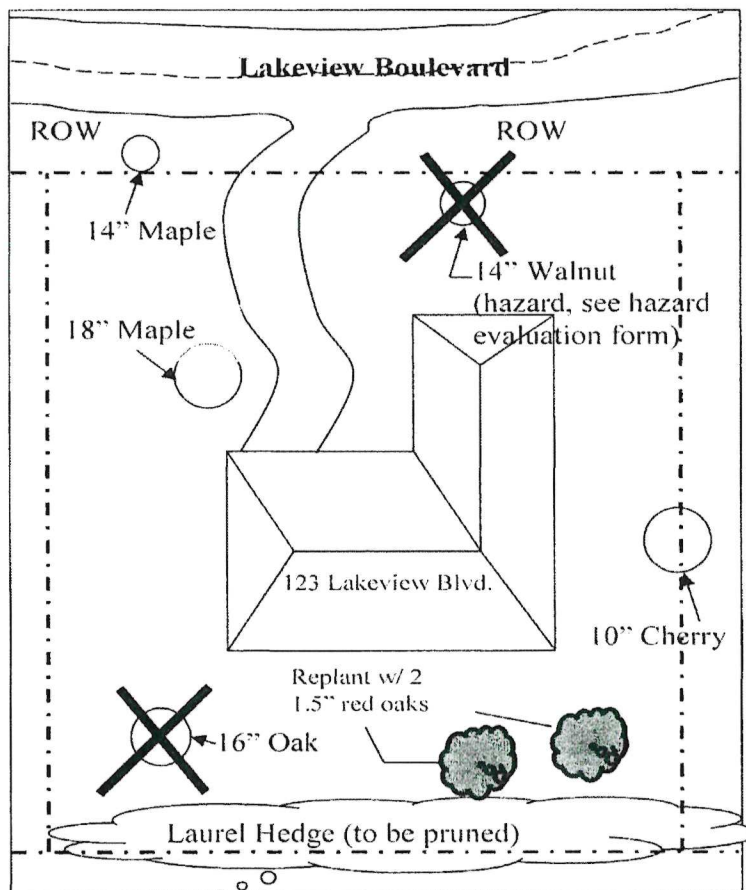 Lakeview Boulevard
ROW
ROW
14” Maple
14” Walnut
(hazard, see hazard
evaluation form)
18” Maple
123 Lakeview Blvd.
10” Cherry
Replant w/ 2
1.5” red oaks
16” Oak
Laurel Hedge (to be pruned)